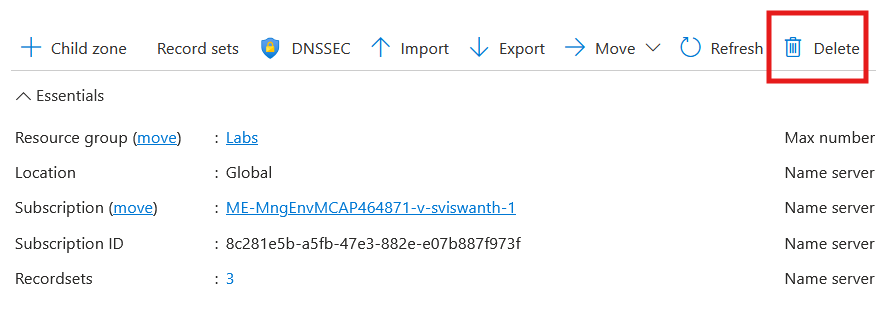 Child zone Record sets DNSSEC Import Export Move Refresh Delete
Essentials
Resource group (move) : Labs Max number
Location : Global Name server
Subscription (move) : ME-MngEnvMCAP464871-v-sviswanth-1 Name server
Subscription ID : 8c281e5b-a5fb-47e3-882e-e07b887f973f Name server
Recordsets : 3 Name server